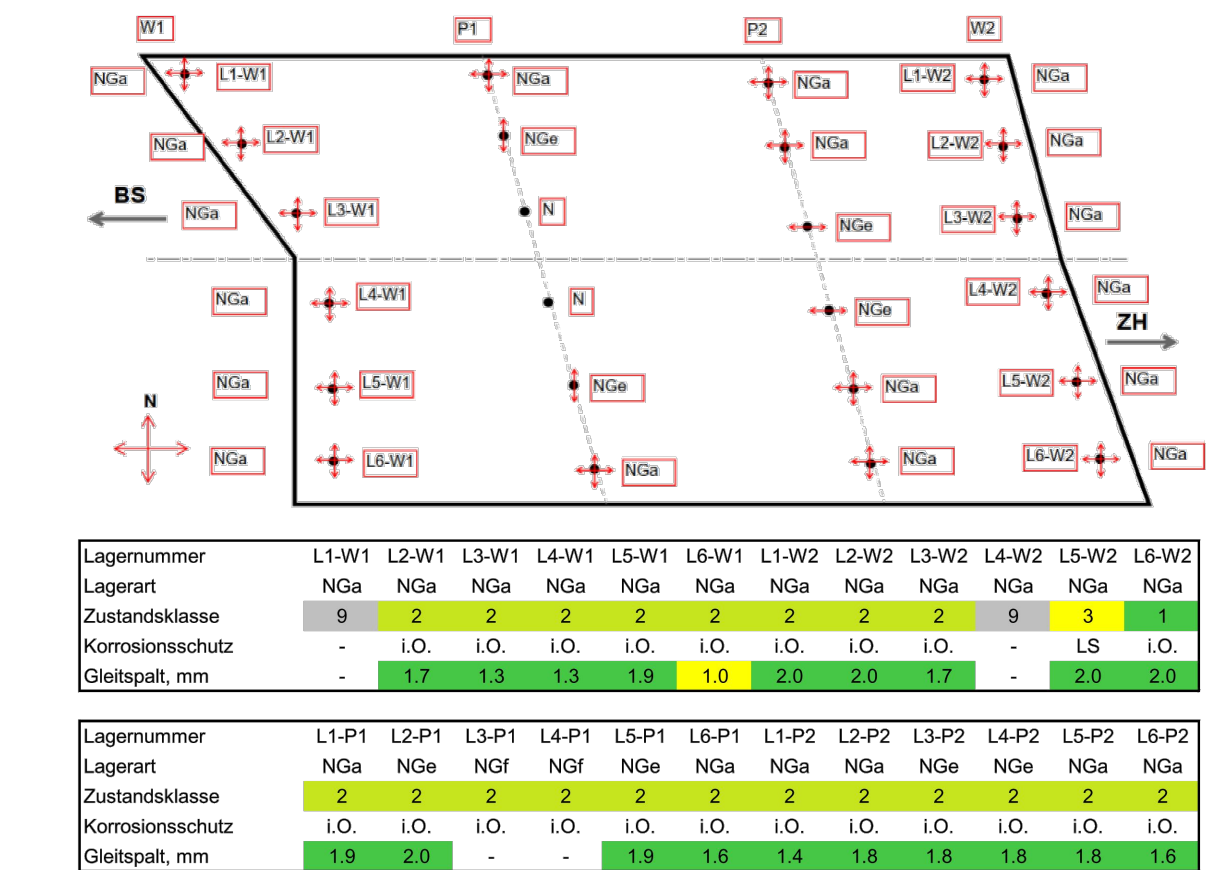 W1 P1 P2 W2
NGa L1-W1 NGa NGa L1-W2 NGa
NGa L2-W1 NGe NGa L2-W2 NGa
BS
NGa L3-W1 N NGe L3-W2 NGa
NGa L4-W1 N NGe L4-W2 NGa
ZH
NGa L5-W1 NGe NGa L5-W2 NGa
N
NGa L6-W1 NGa NGa L6-W2 NGa
Lagernummer L1-W1 L2-W1 L3-W1 L4-W1 L5-W1 L6-W1 L1-W2 L2-W2 L3-W2 L4-W2 L5-W2 L6-W2
Lagerart NGa NGa NGa NGa NGa NGa NGa NGa NGa NGa NGa NGa
Zustandsklasse 9 2 2 2 2 2 2 2 2 9 3 1
Korrosionsschutz - i.O. i.O. i.O. i.O. i.O. i.O. i.O. i.O. - LS i.O.
Gleitspalt, mm - 1.7 1.3 1.3 1.9 1.0 2.0 2.0 1.7 - 2.0 2.0
Lagernummer L1-P1 L2-P1 L3-P1 L4-P1 L5-P1 L6-P1 L1-P2 L2-P2 L3-P2 L4-P2 L5-P2 L6-P2
Lagerart NGa NGe NGf NGf NGe NGa NGa NGa NGe NGe NGa NGa
Zustandsklasse 2 2 2 2 2 2 2 2 2 2 2 2
Korrosionsschutz i.O. i.O. i.O. i.O. i.O. i.O. i.O. i.O. i.O. i.O. i.O. i.O.
Gleitspalt, mm 1.9 2.0 - - 1.9 1.6 1.4 1.8 1.8 1.8 1.8 1.6